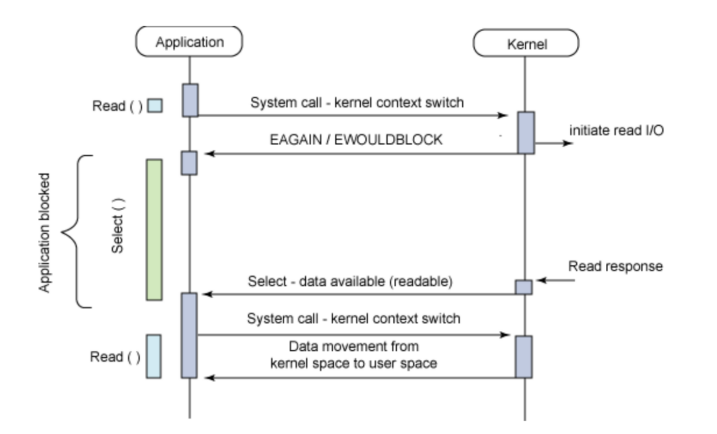 Application
Kernel
Read ( )
System call - kernel context switch
initiate read I/O
EAGAIN / EWOULDBLOCK
Application blocked
Select ( )
Read response
Select - data available (readable)
System call - kernel context switch
Read ( )
Data movement from
kernel space to user space